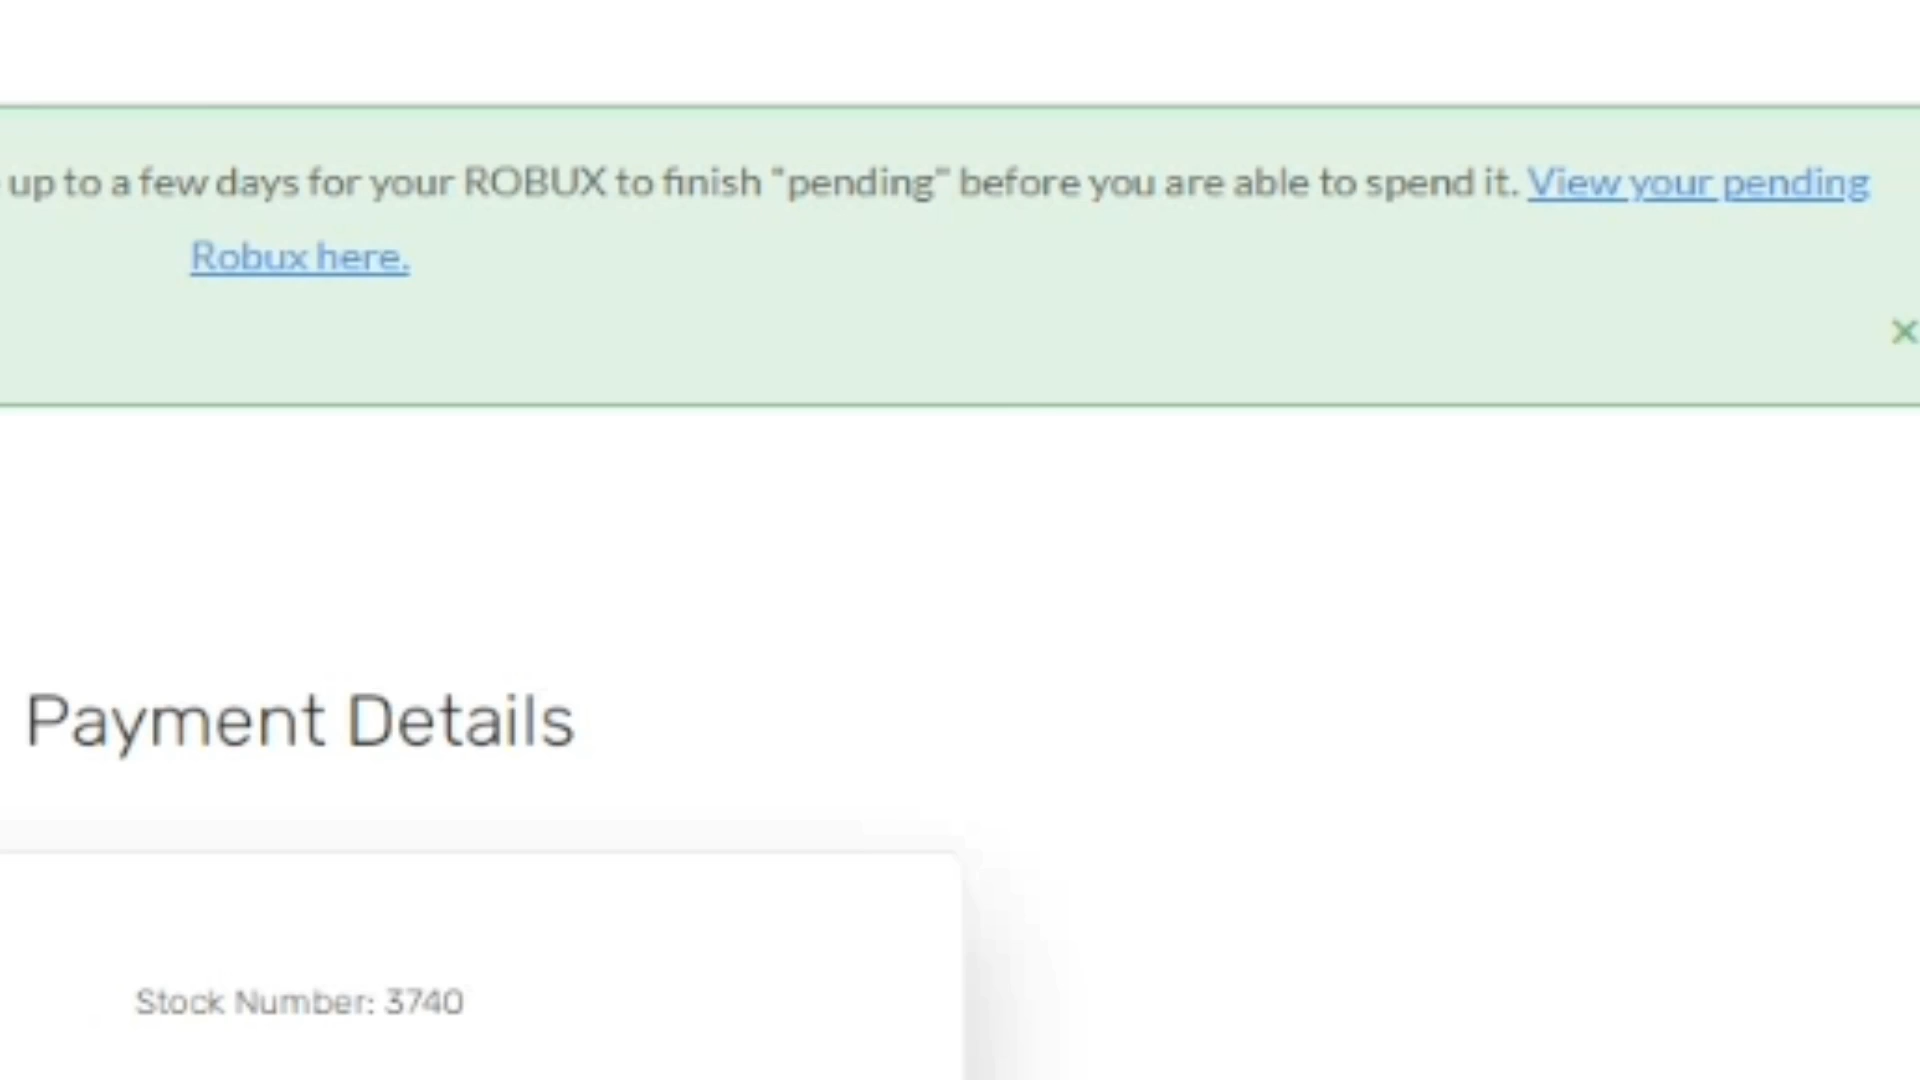 up to a few days for your ROBUX to finish "pending" before you are able to spend it. View your pending
Robux here.
×
Payment Details
Stock Number: 3740